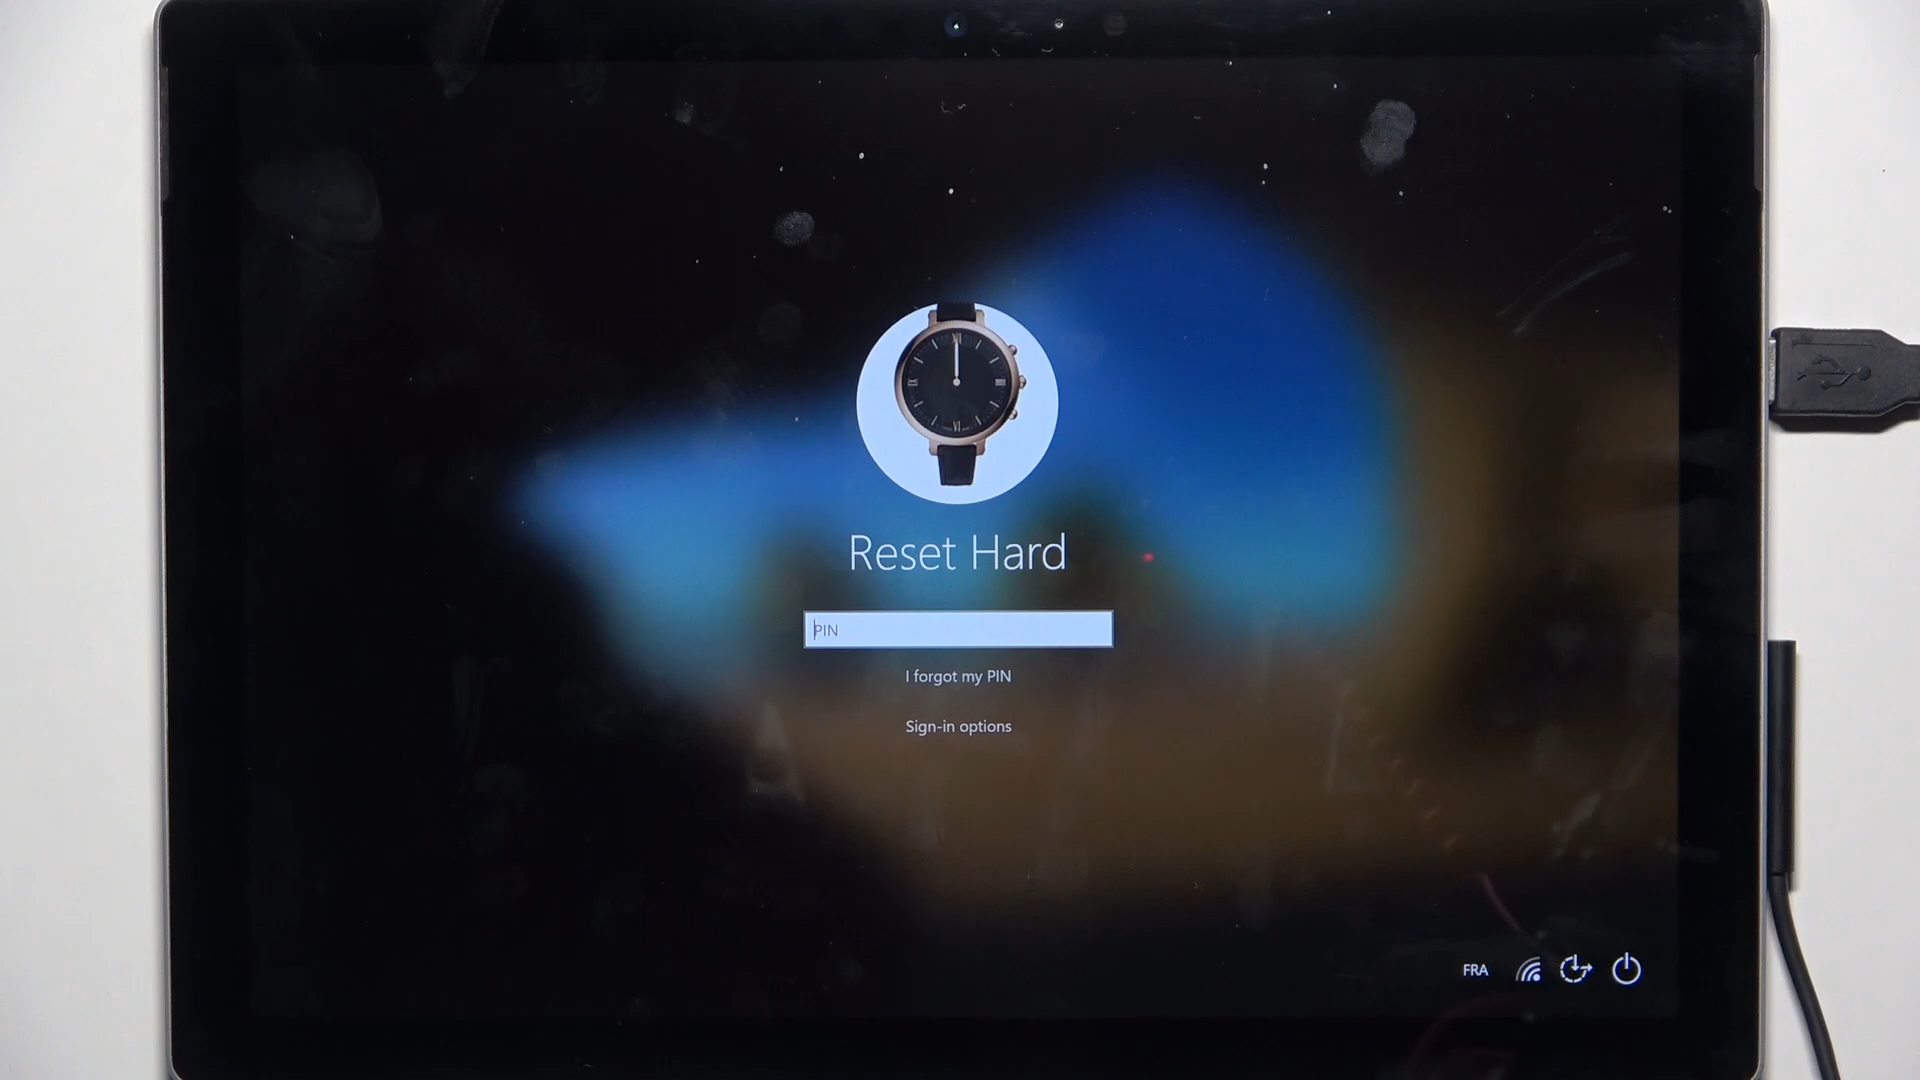 Reset Hard
PIN
I forgot my PIN
Sign-in options
FRA